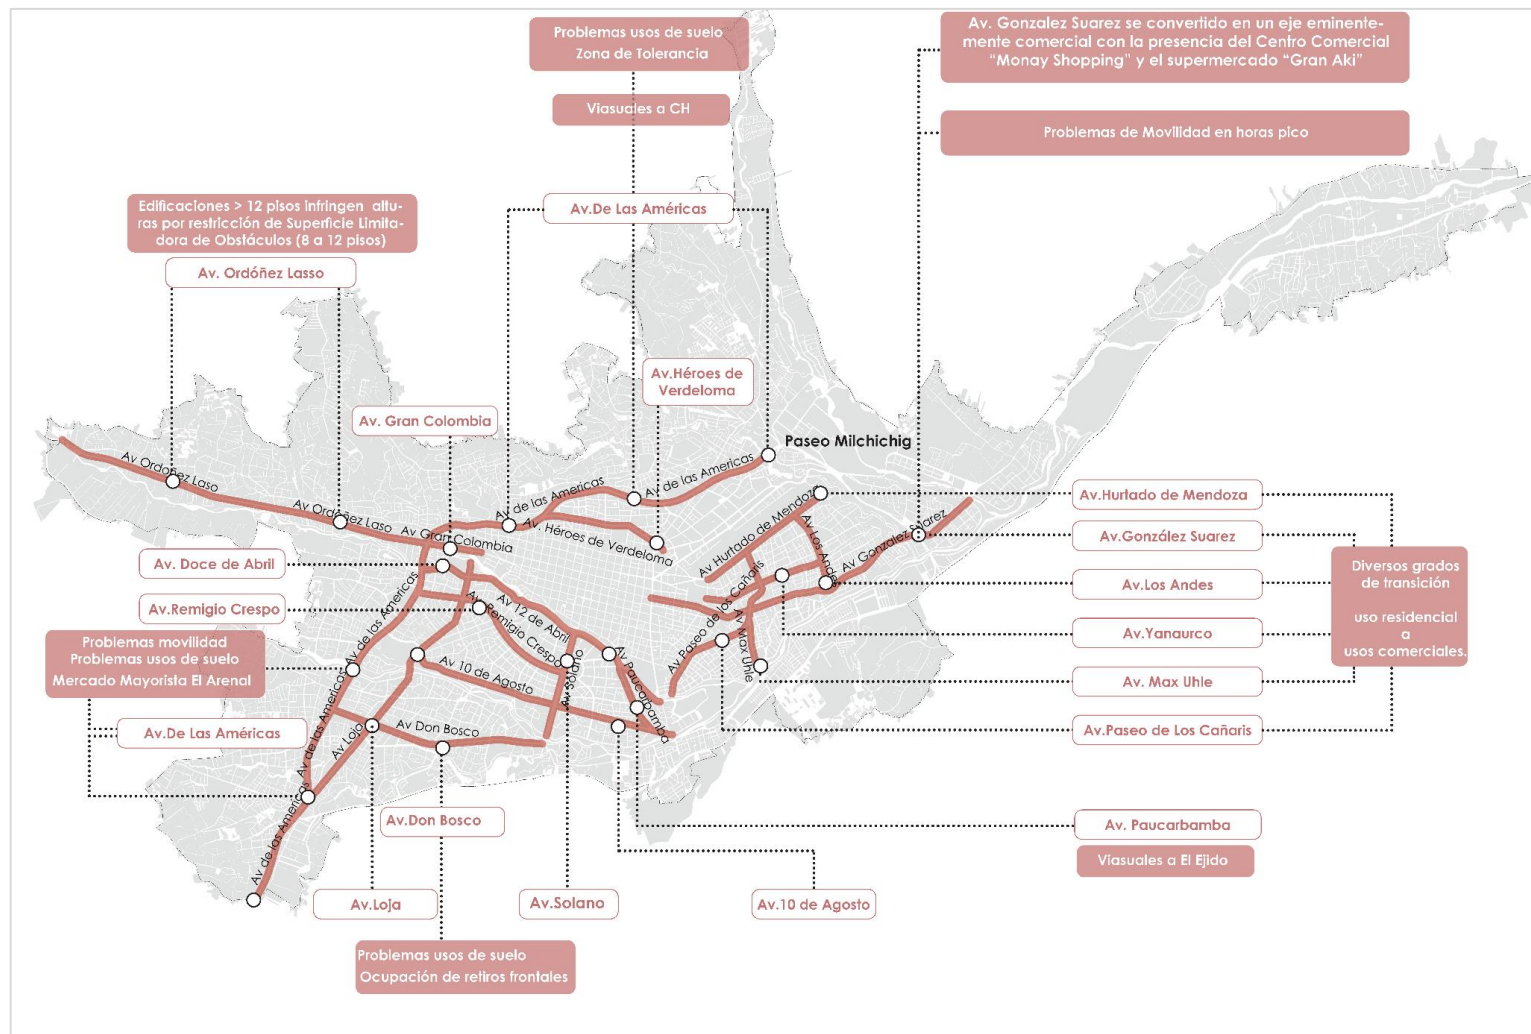 Problemas usos de suelo
Zona de Tolerancia
Viasuales a CH
Av. Gonzalez Suarez se convertido en un eje eminente-
mente comercial con la presencia del Centro Comercial
“Monay Shopping” y el supermercado “Gran Aki”
Problemas de Movilidad en horas pico
Av.De Las Américas
Edificaciones > 12 pisos infringen altu-
ras por restricción de Superficie Limita-
dora de Obstáculos (8 a 12 pisos)
Av. Ordóñez Lasso
Av.Héroes de
Verdeloma
Av. Gran Colombia
Paseo Milchichig
Av Ordoñez Laso
Av Ordoñez Laso
Av Gran Colombia
Av de las Americas
Av de las Americas
Av. Héroes de Verdeloma
Av Hurtado de Mendoza
Av Los Andes
Av Gonzalez Suarez
Av Paseo de los Cañaris
Av Max Uhle
Av.Hurtado de Mendoza
Av.González Suarez
Av.Los Andes
Av.Yanaurco
Av. Max Uhle
Av.Paseo de Los Cañaris
Diversos grados
de transición
uso residencial
a
usos comerciales.
Av. Doce de Abril
Av.Remigio Crespo
Av 12 de Abril
Av. Remigio Crespo
Av de las Americas
Av Solano
Av Paucarbamba
Av 10 de Agosto
Problemas movilidad
Problemas usos de suelo
Mercado Mayorista El Arenal
Av.De Las Américas
Av de las Americas
Av Loja
Av Don Bosco
Av de las Americas
Av.Don Bosco
Av. Paucarbamba
Viasuales a El Ejido
Av.Loja
Av.Solano
Av.10 de Agosto
Problemas usos de suelo
Ocupación de retiros frontales